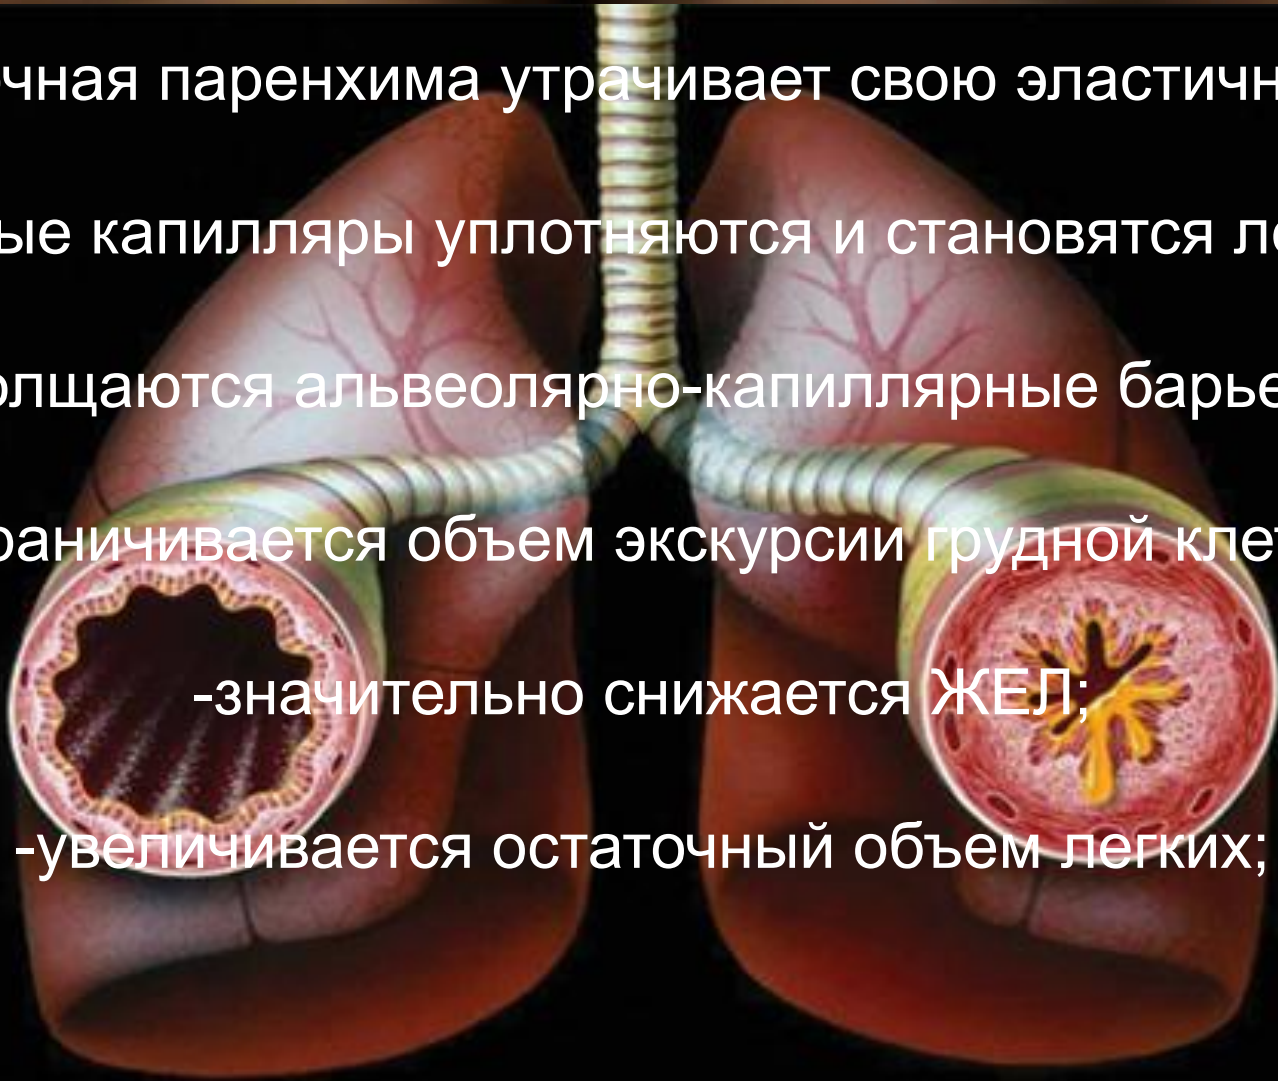 чная паренхима утрачивает свою эластичн
ые капилляры уплотняются и становятся л
олщаются альвеолярно-капиллярные барье
раничивается объем экскурсии грудной кле
-значительно снижается ЖЕЛ;
-увеличивается остаточный объем легких;